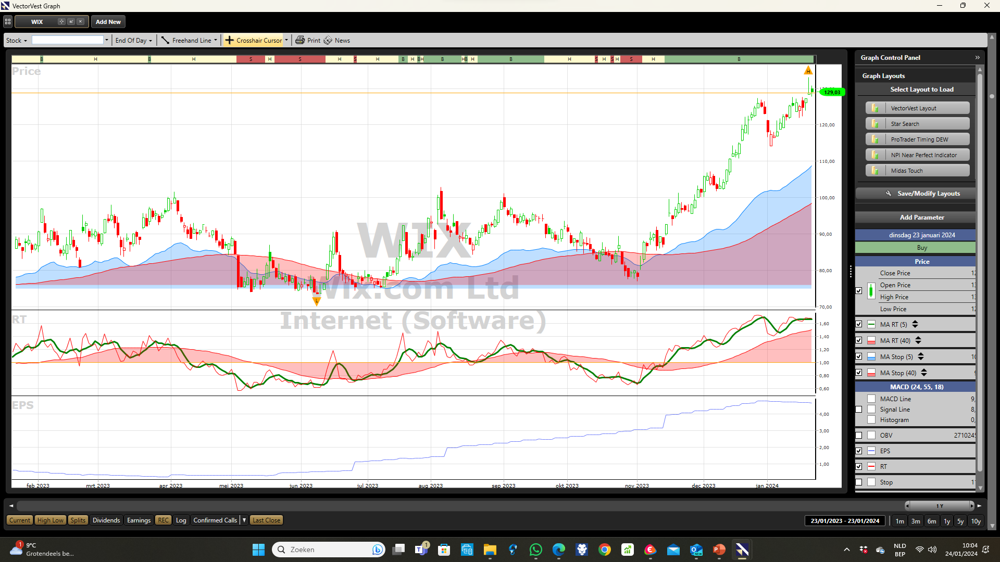 VectorVest Graph
WIX
Add New
Stock
End Of Day
Freehand Line
Crosshair Cursor
Print
News
B H B H S H S H S H B H B H B H B H B H S H S H S H B
Price
H
129,03
120,00
110,00
100,00
90,00
80,00
70,00
WIX
Wix.com Ltd
Internet (Software)
L
RT
1,60
1,40
1,20
1,00
0,80
0,60
EPS
4,00
3,00
2,00
1,00
feb 2023 mrt 2023 apr 2023 mei 2023 jun 2023 jul 2023 aug 2023 sep 2023 okt 2023 nov 2023 dec 2023 jan 2024
Graph Control Panel
Graph Layouts
Select Layout to Load
VectorVest Layout
Star Search
ProTrader Timing DEW
NPI Near Perfect Indicator
Midas Touch
Save/Modify Layouts
Add Parameter
dinsdag 23 januari 2024
Buy
Price
Close Price
Open Price
High Price
Low Price
MA RT (5)
MA RT (40)
MA Stop (5)
MA Stop (40)
MACD (24, 55, 18)
MACD Line 9,
Signal Line 8,
Histogram 0,
OBV
EPS
RT
Stop
1 Y
Current High Low Splits Dividends Earnings REC Log Confirmed Calls Last Close
23/01/2023 - 23/01/2024 1m 3m 6m 1y 5y 10y
1
9°C
Grotendeels be...
Zoeken
1
NEW
NLD
BEP
10:04
24/01/2024